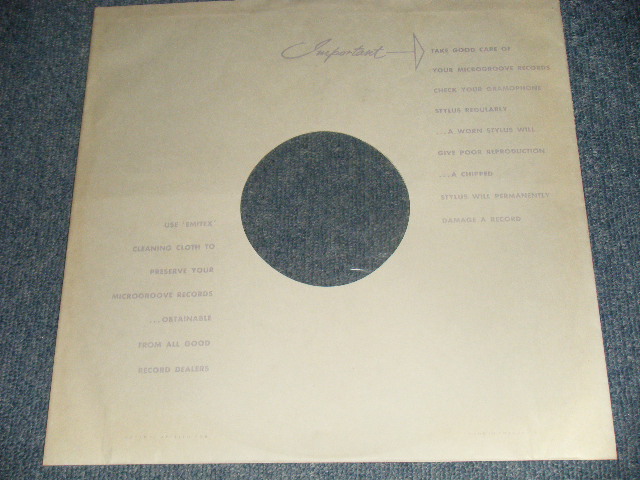 Important
TAKE GOOD CARE OF
YOUR MICROGROOVE RECORDS
CHECK YOUR GRAMOPHONE
STYLUS REGULARLY
...A WORN STYLUS WILL
GIVE POOR REPRODUCTION
...A CHIPPED
STYLUS WILL PERMANENTLY
DAMAGE A RECORD
USE "EMITEX"
CLEANING CLOTH TO
PRESERVE YOUR
MICROGROOVE RECORDS
...OBTAINABLE
FROM ALL GOOD
RECORD DEALERS